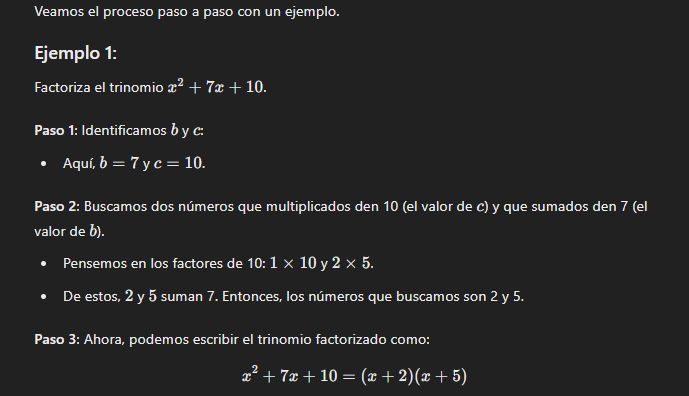 Veamos el proceso paso a paso con un ejemplo.
Ejemplo 1:
Factoriza el trinomio x² + 7x + 10.
Paso 1: Identificamos b y c:
• Aquí, b = 7 y c = 10.
Paso 2: Buscamos dos números que multiplicados den 10 (el valor de c) y que sumados den 7 (el
valor de b).
• Pensemos en los factores de 10: 1 × 10 y 2 × 5.
• De estos, 2 y 5 suman 7. Entonces, los números que buscamos son 2 y 5.
Paso 3: Ahora, podemos escribir el trinomio factorizado como:
x² + 7x + 10 = (x + 2)(x + 5)